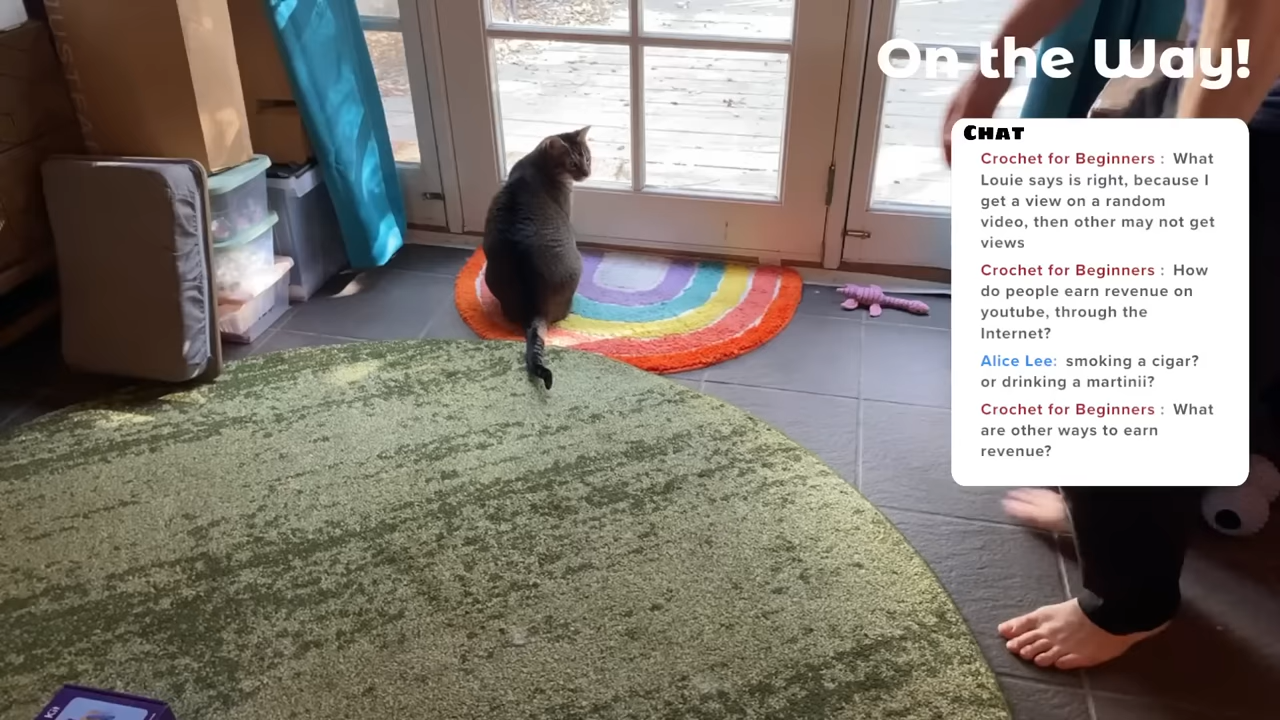 On the Way!
CHAT
Crochet for Beginners : What
Louie says is right, because I
get a view on a random
video, then other may not get
views
Crochet for Beginners : How
do people earn revenue on
youtube, through the
Internet?
Alice Lee: smoking a cigar?
or drinking a martinii?
Crochet for Beginners : What
are other ways to earn
revenue?
Kit